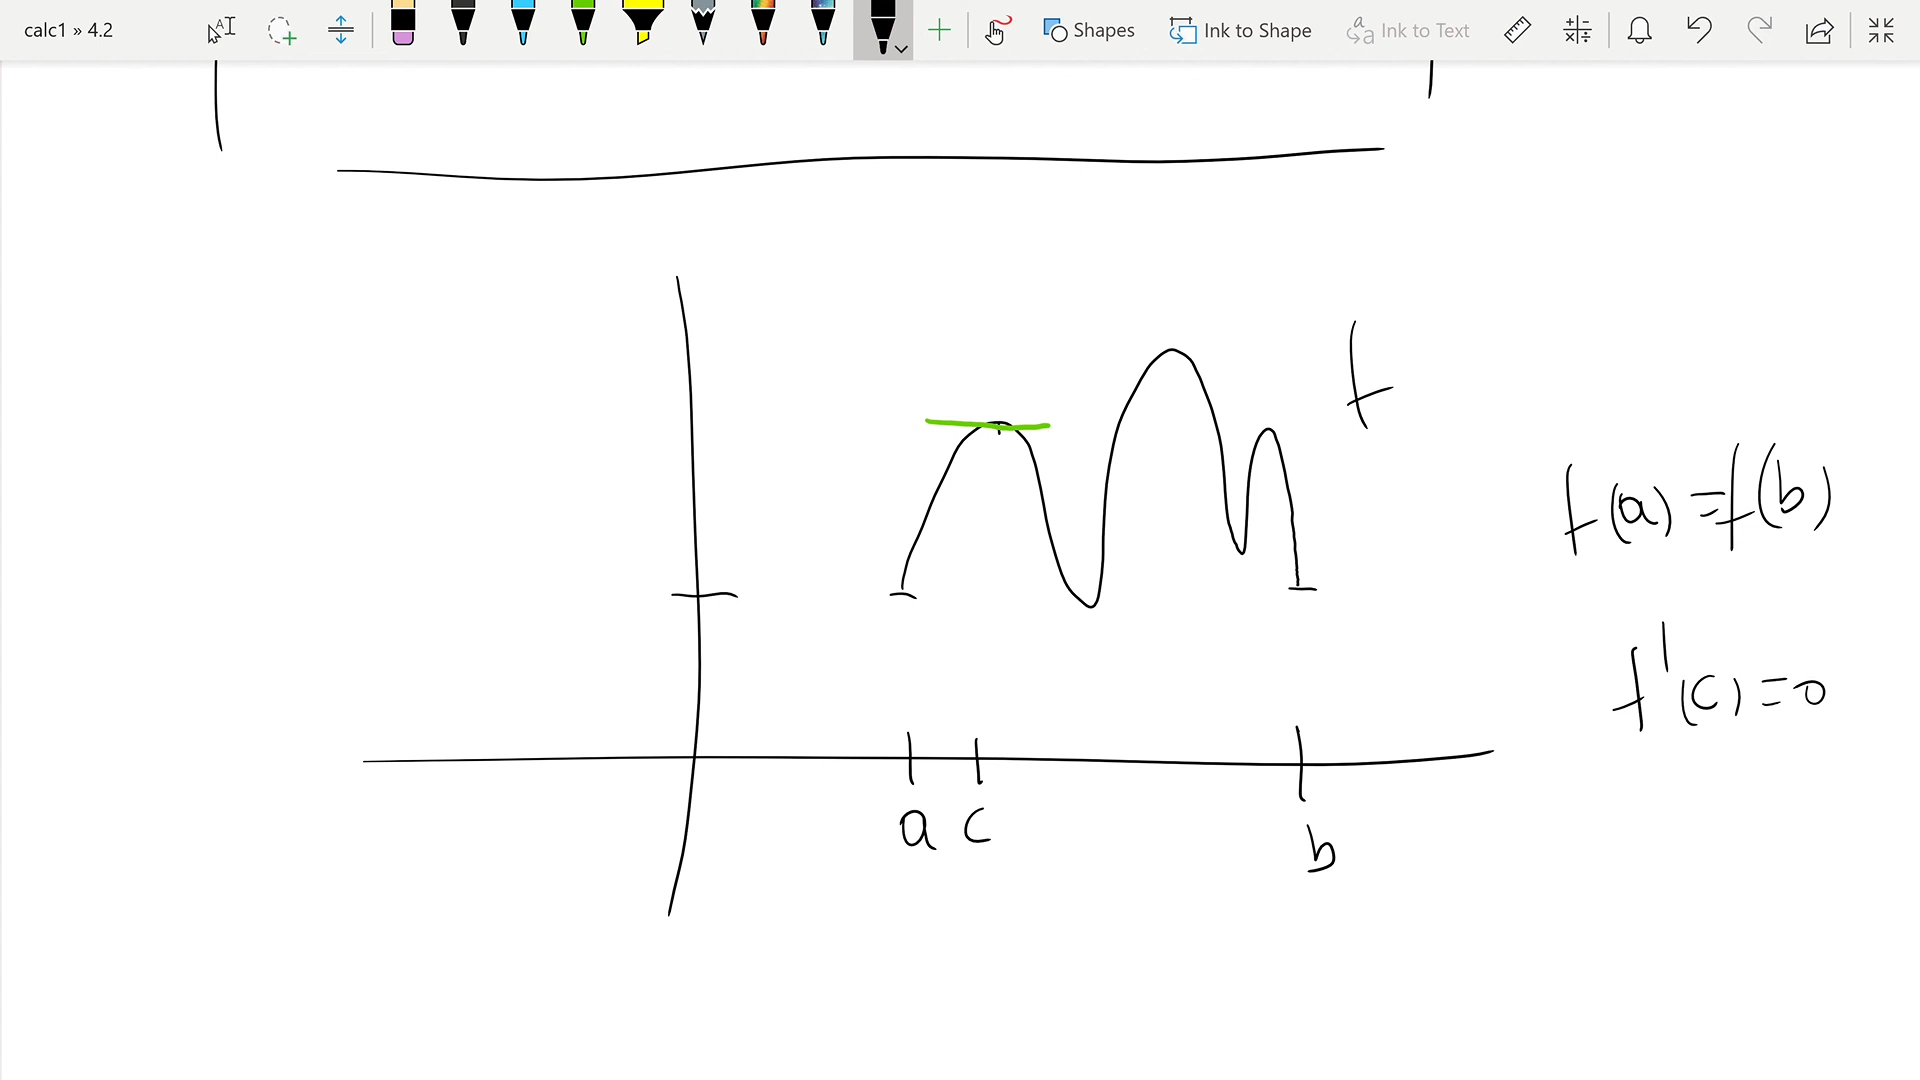 calc1 » 4.2
Shapes
Ink to Shape
Ink to Text
f
f(a) = f(b)
f'(c) = 0
a c
b